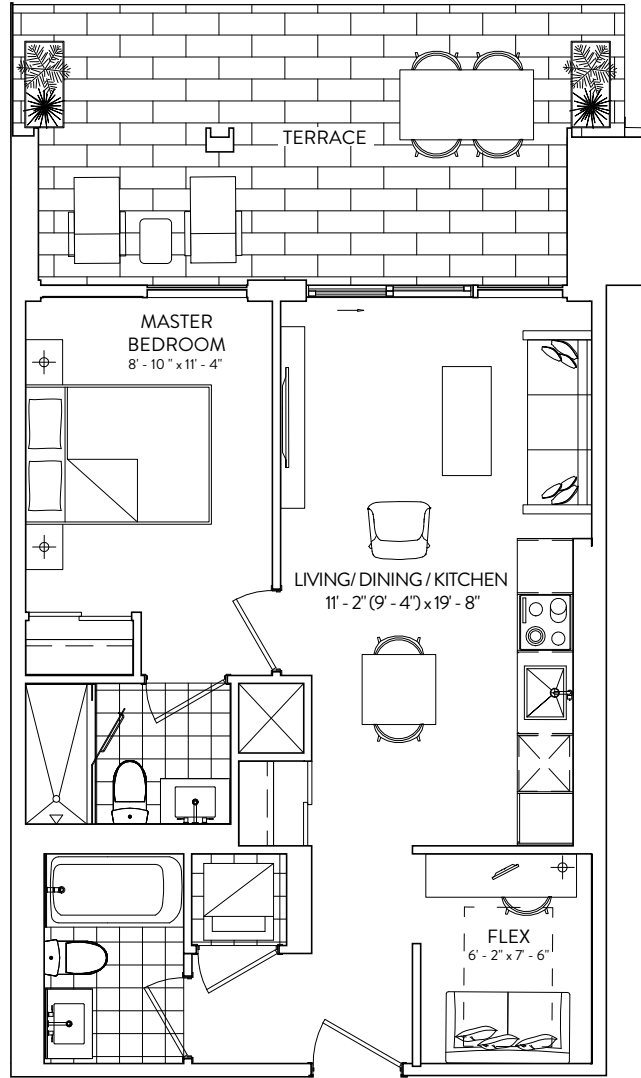 TERRACE
MASTER
BEDROOM
8' - 10 " x 11' - 4"
LIVING/ DINING / KITCHEN
11' - 2" (9' - 4") x 19' - 8"
FLEX
6' - 2" x 7' - 6"